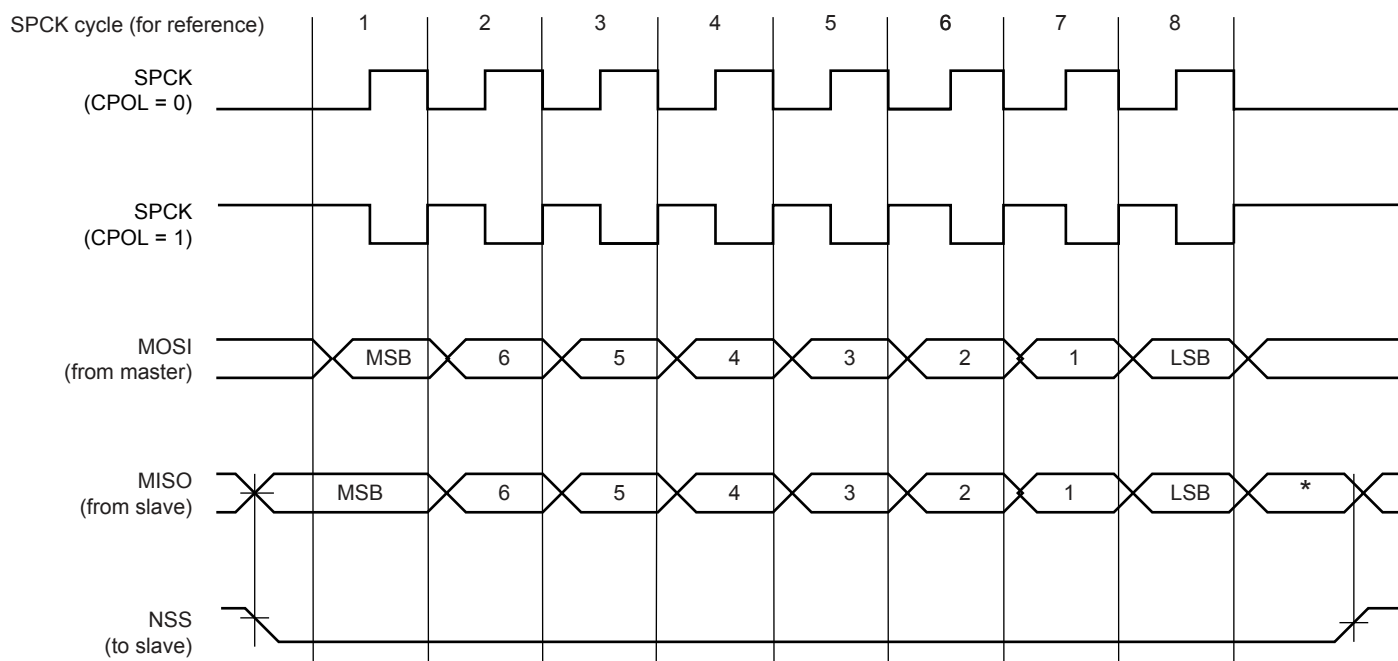 SPCK cycle (for reference) 1 2 3 4 5 6 7 8
SPCK
(CPOL = 0)
SPCK
(CPOL = 1)
MOSI
(from master)
MSB 6 5 4 3 2 1 LSB
MISO
(from slave)
MSB 6 5 4 3 2 1 LSB *
NSS
(to slave)